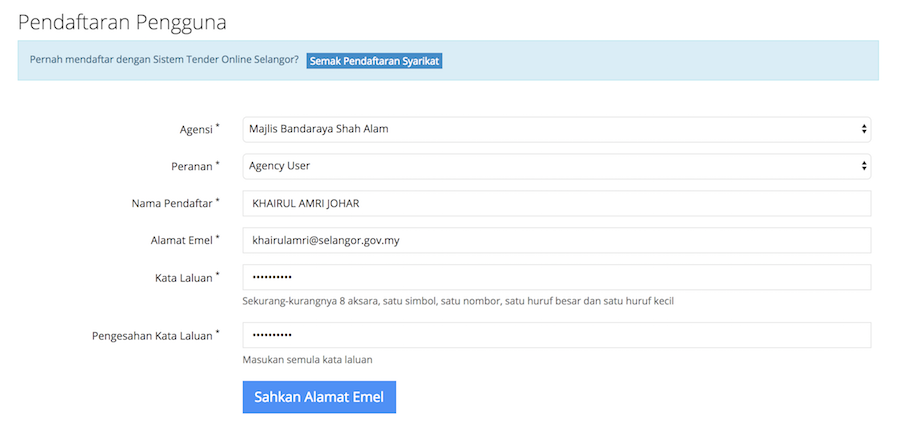 Pendaftaran Pengguna
Pernah mendaftar dengan Sistem Tender Online Selangor? Semak Pendaftaran Syarikat
Agensi * Majlis Bandaraya Shah Alam
Peranan * Agency User
Nama Pendaftar * KHAIRUL AMRI JOHAR
Alamat Emel * khairulamri@selangor.gov.my
Kata Laluan * ••••••••••
Sekurang-kurangnya 8 aksara, satu simbol, satu nombor, satu huruf besar dan satu huruf kecil
Pengesahan Kata Laluan * ••••••••••
Masukan semula kata laluan
Sahkan Alamat Emel